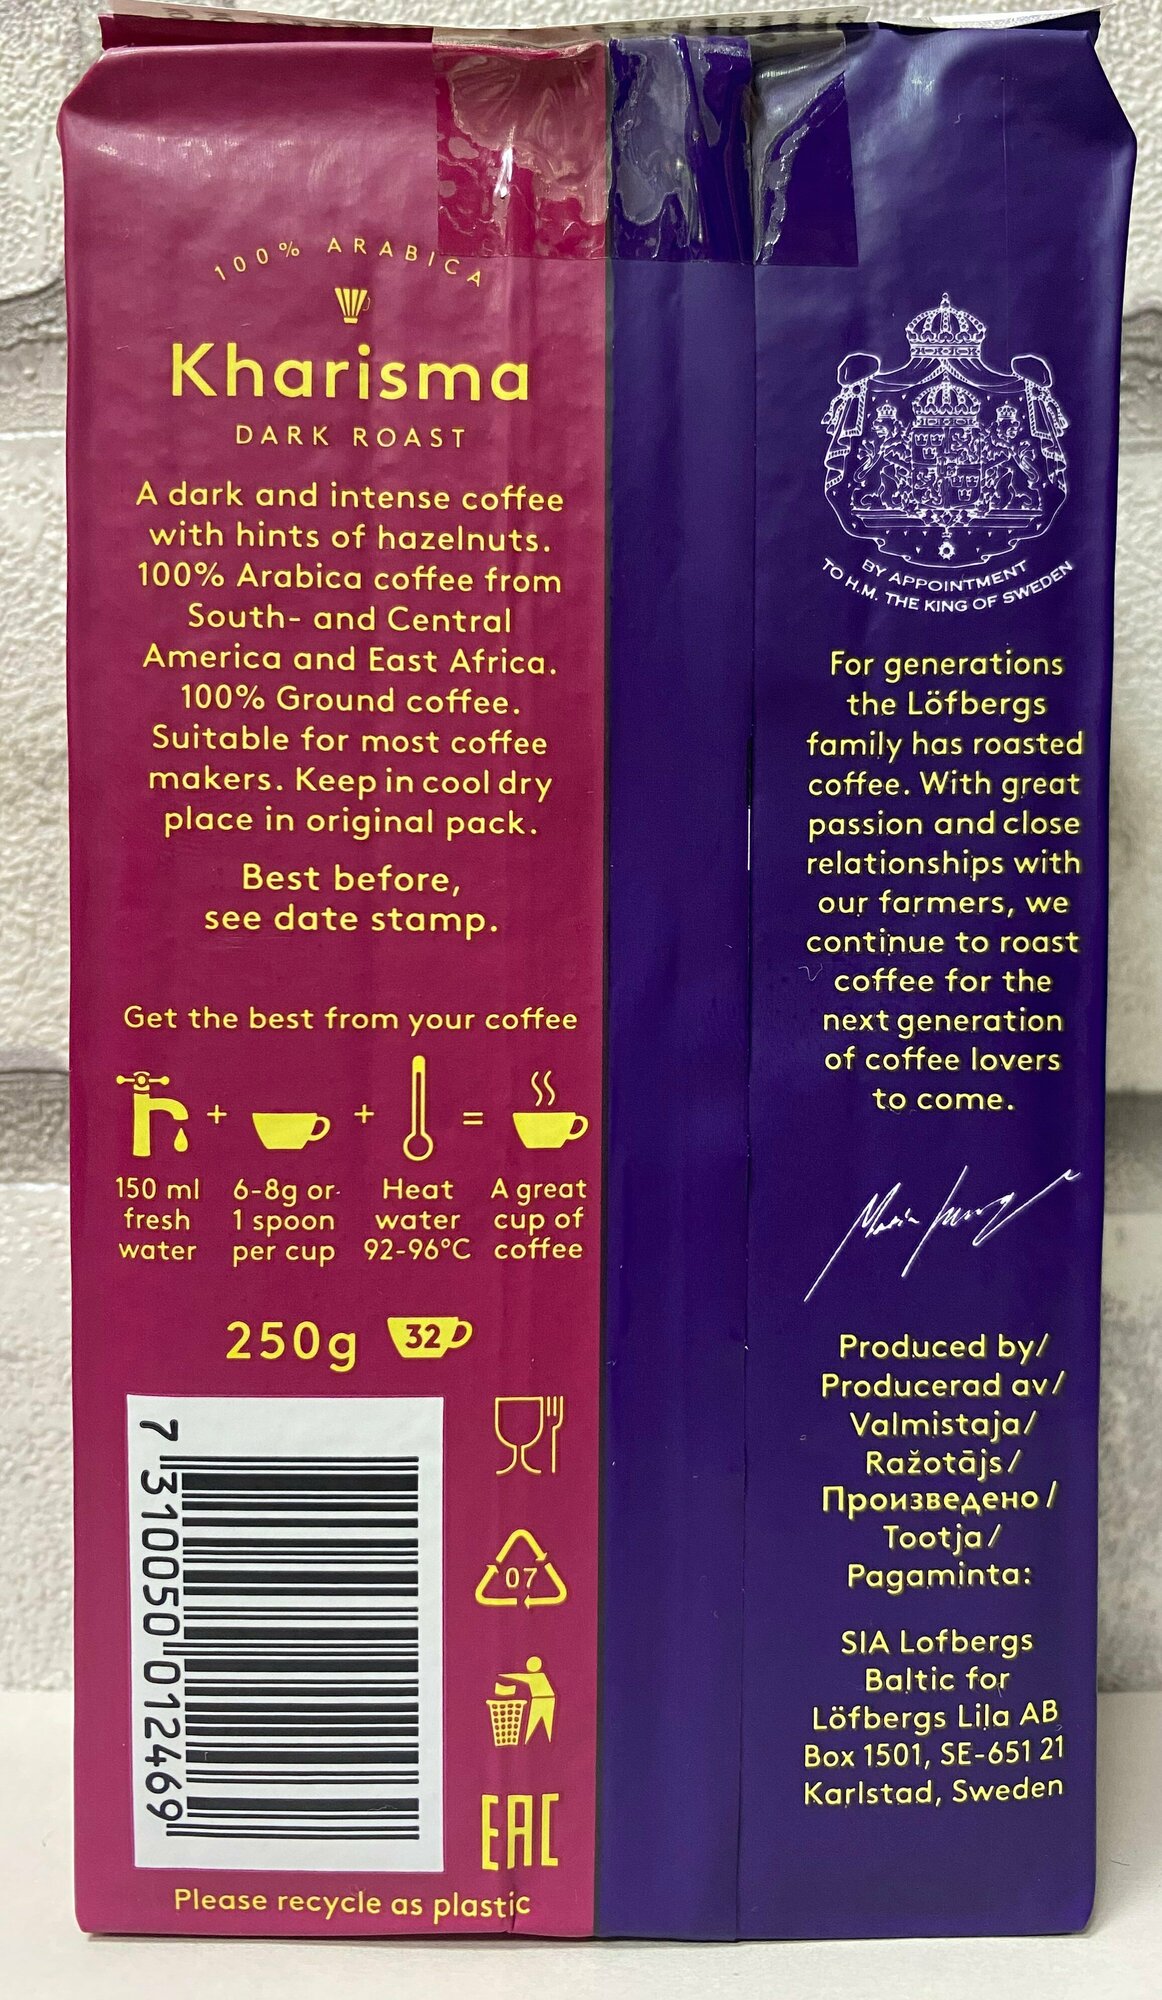 100% ARABICA
Kharisma
DARK ROAST
A dark and intense coffee
with hints of hazelnuts.
100% Arabica coffee from
South- and Central
America and East Africa.
100% Ground coffee.
Suitable for most coffee
makers. Keep in cool dry
place in original pack.
Best before,
see date stamp.
Get the best from your coffee
+ + =
150 ml
fresh
water
6-8g or
1 spoon
per cup
Heat
water
92-96°C
A great
cup of
coffee
250g 32
7 310050 012469
07
EAC
Please recycle as plastic
BY APPOINTMENT
TO H.M. THE KING OF SWEDEN
For generations
the Löfbergs
family has roasted
coffee. With great
passion and close
relationships with
our farmers, we
continue to roast
coffee for the
next generation
of coffee lovers
to come.
Produced by/
Producerad av/
Valmistaja/
Ražotājs/
Произведено/
Tootja/
Pagaminta:
SIA Lofbergs
Baltic for
Löfbergs Lila AB
Box 1501, SE-651 21
Karlstad, Sweden